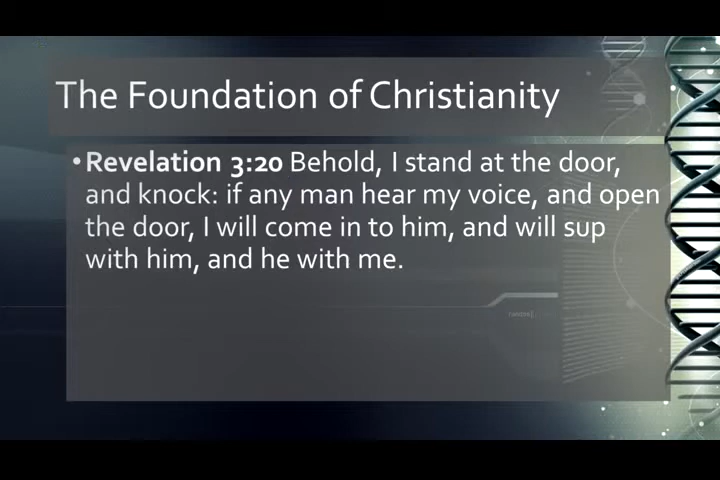 The Foundation of Christianity
• Revelation 3:20 Behold, I stand at the door,
and knock: if any man hear my voice, and open
the door, I will come in to him, and will sup
with him, and he with me.